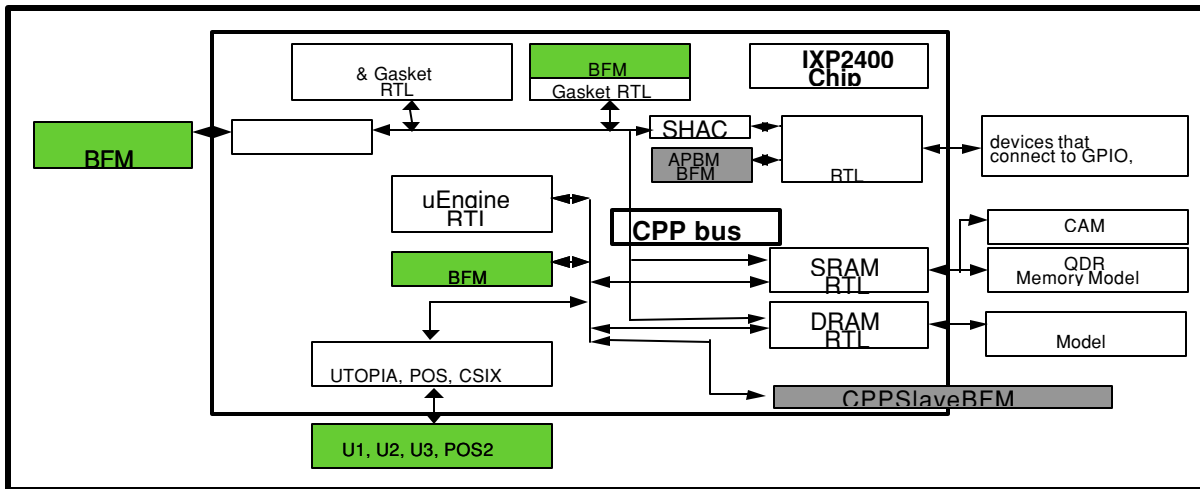 & Gasket
RTL
BFM
Gasket RTL
IXP2400
Chip
BFM
SHAC
APBM
BFM
RTL
devices that
connect to GPIO,
uEngine
RTI
CPP bus
CAM
BFM
SRAM
RTL
QDR
Memory Model
DRAM
RTL
Model
UTOPIA, POS, CSIX
CPPSlaveBFM
U1, U2, U3, POS2